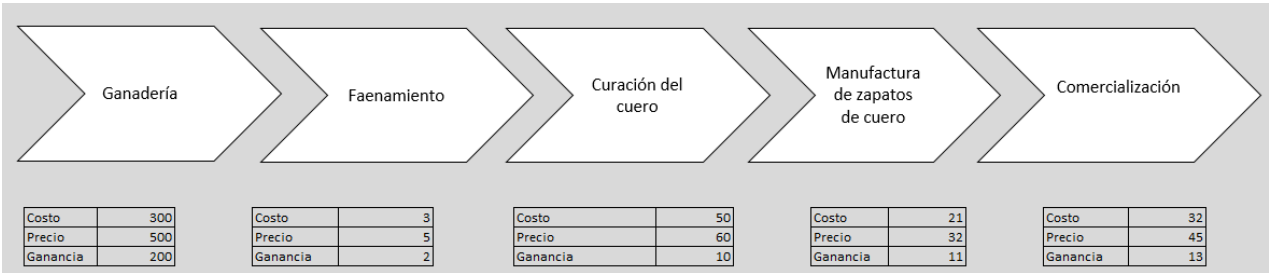 Ganadería
Faenamiento
Curación del
cuero
Manufactura
de zapatos
de cuero
Comercialización
Costo 300
Precio 500
Ganancia 200
Costo 3
Precio 5
Ganancia 2
Costo 50
Precio 60
Ganancia 10
Costo 21
Precio 32
Ganancia 11
Costo 32
Precio 45
Ganancia 13